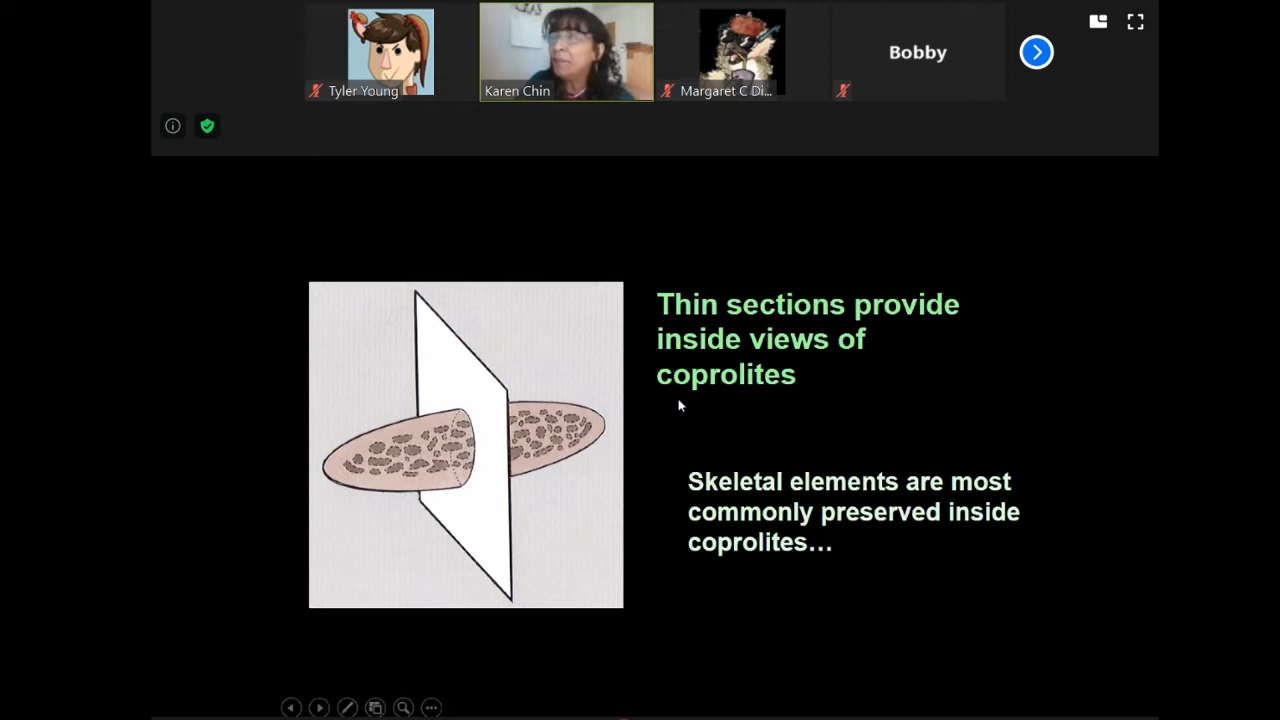 Tyler Young
Karen Chin
Margaret C Di...
Bobby
Thin sections provide
inside views of
coprolites
Skeletal elements are most
commonly preserved inside
coprolites…